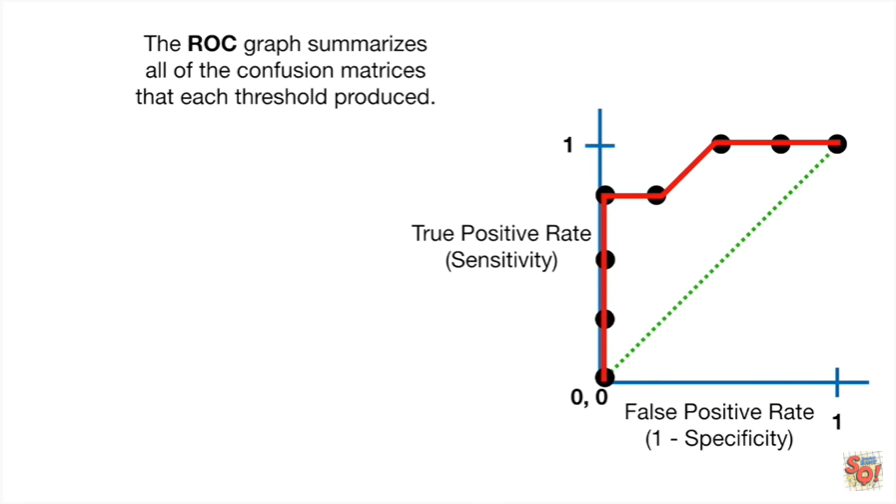 The ROC graph summarizes
all of the confusion matrices
that each threshold produced.
1
True Positive Rate
(Sensitivity)
0, 0
False Positive Rate
(1 - Specificity)
1
SQ!